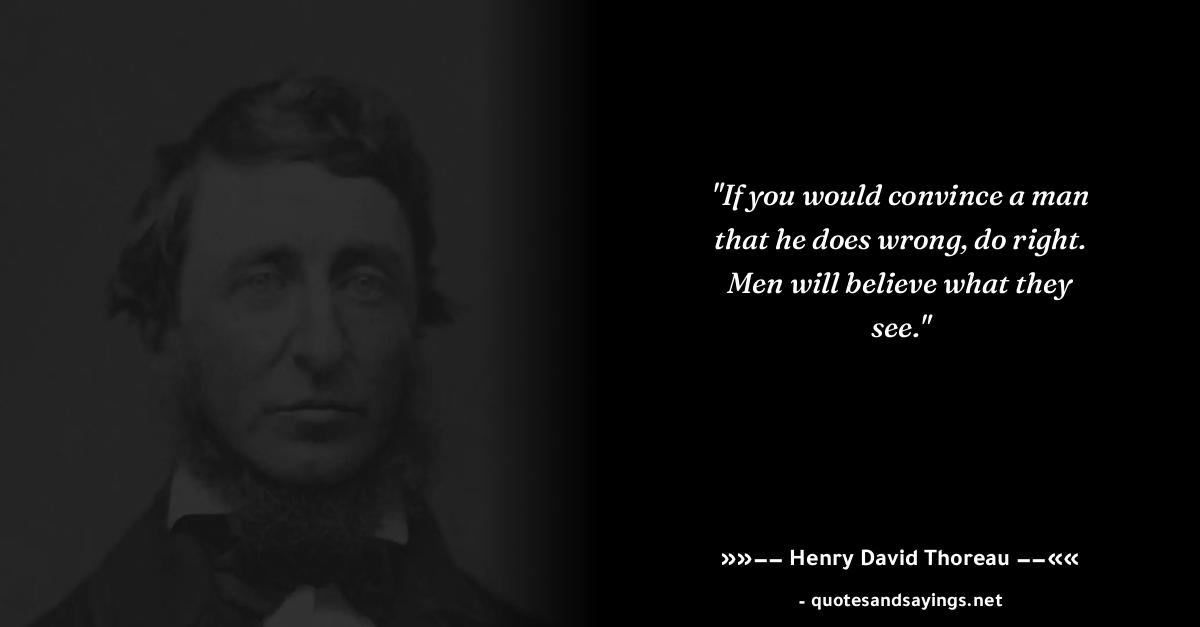 "If you would convince a man
that he does wrong, do right.
Men will believe what they
see."
»»–– Henry David Thoreau ––««
- quotesandsayings.net